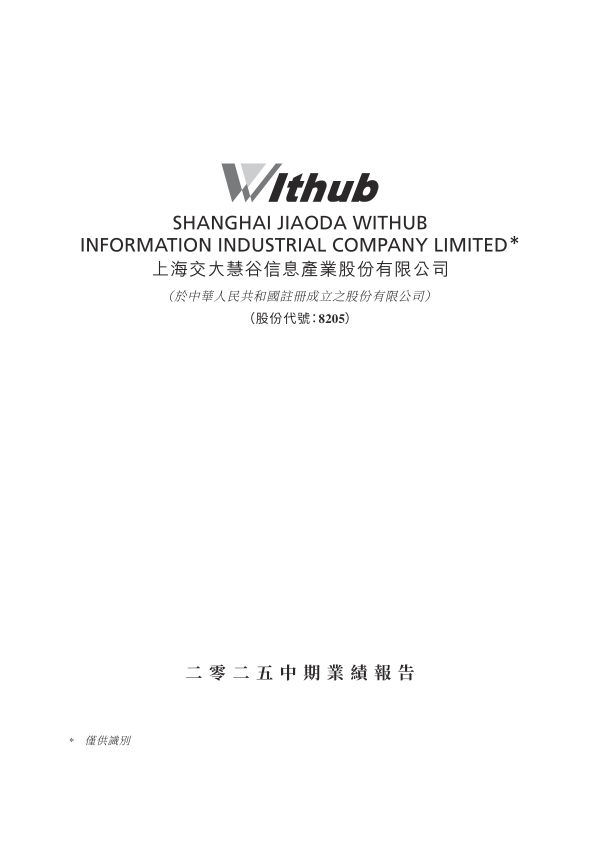 WIthub
SHANGHAI JIAODA WITHUB
INFORMATION INDUSTRIAL COMPANY LIMITED*
上海交大慧谷信息產業股份有限公司
（於中華人民共和國註冊成立之股份有限公司）
（股份代號：8205）
二零二五中期業績報告
* 僅供識別